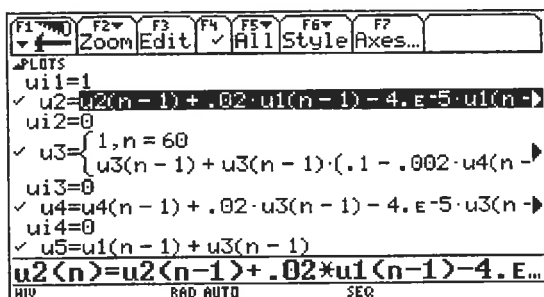 F1 F2 F3 F4 F5 F6 F7
Zoom Edit ✓ All Style Axes...
PLOTS
ui1=1
✓ u2=u2(n − 1) + .02·u1(n − 1) − 4.ᴇ-5·u1(n −
ui2=0
✓ u3={ 1,n = 60
u3(n − 1) + u3(n − 1)·(.1 − .002·u4(n −
ui3=0
✓ u4=u4(n − 1) + .02·u3(n − 1) − 4.ᴇ-5·u3(n −
ui4=0
✓ u5=u1(n − 1) + u3(n − 1)
u2(n)=u2(n-1)+.02*u1(n-1)-4.E...
RAD AUTO SEQ